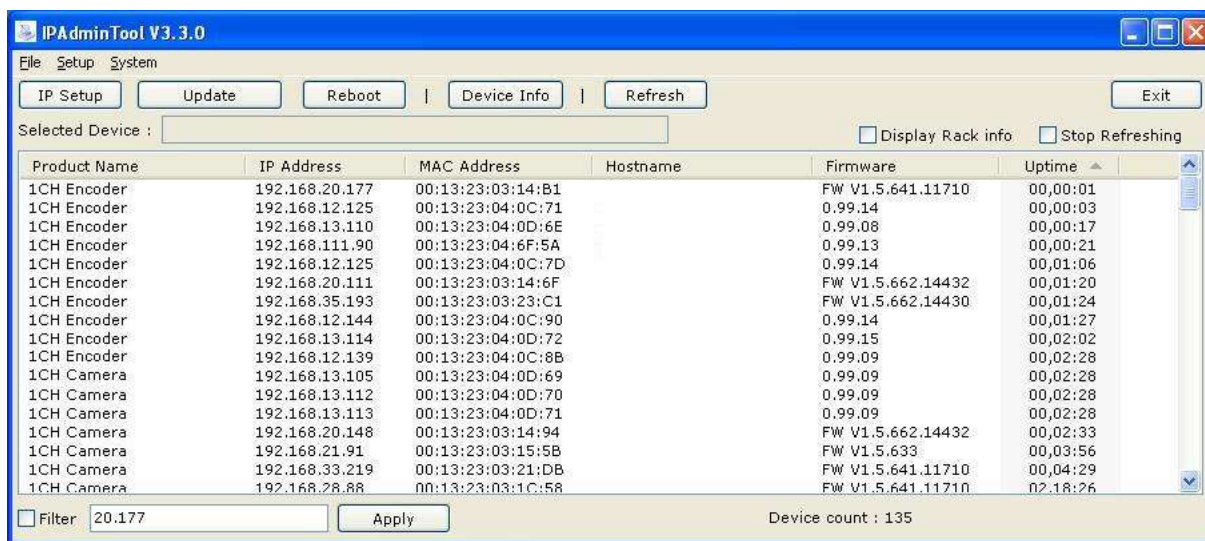 IPAdminTool V3.3.0
File Setup System
IP Setup Update Reboot | Device Info | Refresh Exit
Selected Device : Display Rack info Stop Refreshing
Product Name IP Address MAC Address Hostname Firmware Uptime
1CH Encoder 192.168.20.177 00:13:23:03:14:B1 FW V1.5.641.11710 00,00:01
1CH Encoder 192.168.12.125 00:13:23:04:0C:71 0.99.14 00,00:03
1CH Encoder 192.168.13.110 00:13:23:04:0D:6E 0.99.08 00,00:17
1CH Encoder 192.168.111.90 00:13:23:04:6F:5A 0.99.13 00,00:21
1CH Encoder 192.168.12.125 00:13:23:04:0C:7D 0.99.14 00,01:06
1CH Encoder 192.168.20.111 00:13:23:03:14:6F FW V1.5.662.14432 00,01:20
1CH Encoder 192.168.35.193 00:13:23:03:23:C1 FW V1.5.662.14430 00,01:24
1CH Encoder 192.168.12.144 00:13:23:04:0C:90 0.99.14 00,01:27
1CH Encoder 192.168.13.114 00:13:23:04:0D:72 0.99.15 00,02:02
1CH Encoder 192.168.12.139 00:13:23:04:0C:8B 0.99.09 00,02:28
1CH Camera 192.168.13.105 00:13:23:04:0D:69 0.99.09 00,02:28
1CH Camera 192.168.13.112 00:13:23:04:0D:70 0.99.09 00,02:28
1CH Camera 192.168.13.113 00:13:23:04:0D:71 0.99.09 00,02:28
1CH Camera 192.168.20.148 00:13:23:03:14:94 FW V1.5.662.14432 00,02:33
1CH Camera 192.168.21.91 00:13:23:03:15:5B FW V1.5.633 00,03:56
1CH Camera 192.168.33.219 00:13:23:03:21:DB FW V1.5.641.11710 00,04:29
1CH Camera 192.168.28.88 00:13:23:03:1C:58 FW V1.5.641.11710 02,18:26
Filter 20.177 Apply Device count : 135